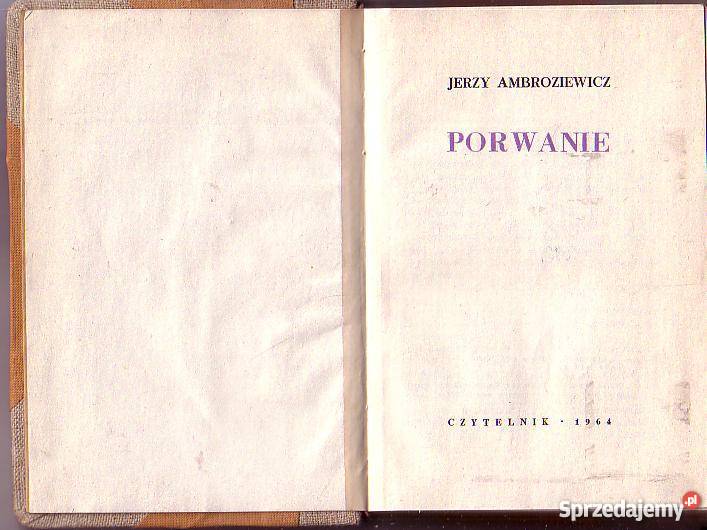 JERZY AMBROZIEWICZ
PORWANIE
CZYTELNIK · 1964
Sprzedajemy.pl